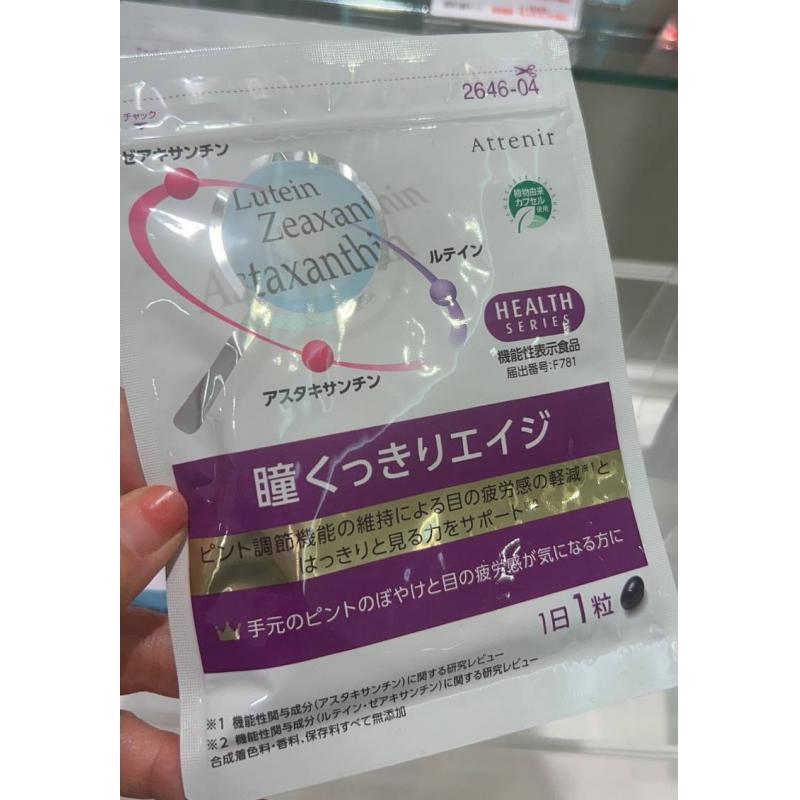 2646-04
チャック
Attenir
ゼアキサンチン
植物由来
カプセル
使用
Lutein
Zeaxanthin
Astaxanthin
ルテイン
HEALTH
SERIES
機能性表示食品
届出番号:F781
アスタキサンチン
瞳くっきりエイジ
ピント調節機能の維持による目の疲労感の軽減※1と
はっきりと見る力をサポート※2
手元のピントのぼやけと目の疲労感が気になる方に
1日1粒
※1 機能性関与成分(アスタキサンチン)に関する研究レビュー
※2 機能性関与成分(ルテイン・ゼアキサンチン)に関する研究レビュー
合成着色料・香料、保存料すべて無添加